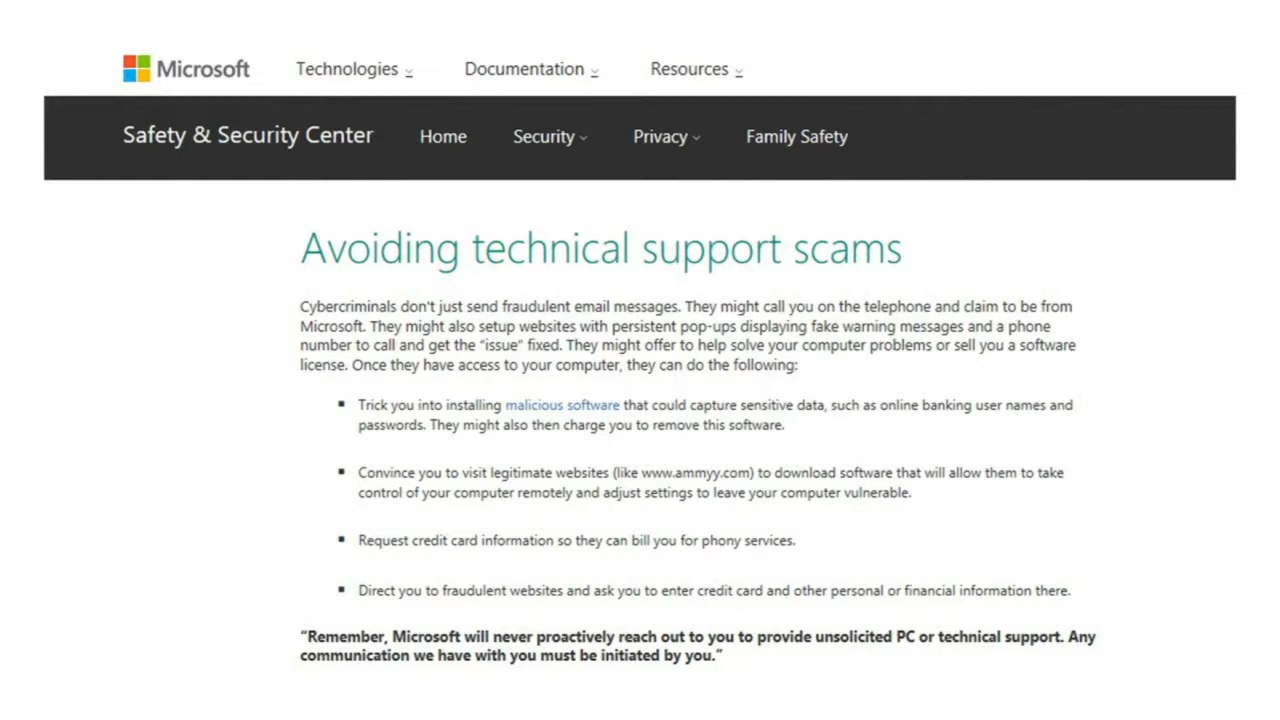 Microsoft Technologies Documentation Resources
Safety & Security Center Home Security Privacy Family Safety
Avoiding technical support scams
Cybercriminals don't just send fraudulent email messages. They might call you on the telephone and claim to be from
Microsoft. They might also setup websites with persistent pop-ups displaying fake warning messages and a phone
number to call and get the “issue” fixed. They might offer to help solve your computer problems or sell you a software
license. Once they have access to your computer, they can do the following:
▪ Trick you into installing malicious software that could capture sensitive data, such as online banking user names and
passwords. They might also then charge you to remove this software.
▪ Convince you to visit legitimate websites (like www.ammyy.com) to download software that will allow them to take
control of your computer remotely and adjust settings to leave your computer vulnerable.
▪ Request credit card information so they can bill you for phony services.
▪ Direct you to fraudulent websites and ask you to enter credit card and other personal or financial information there.
“Remember, Microsoft will never proactively reach out to you to provide unsolicited PC or technical support. Any
communication we have with you must be initiated by you.”